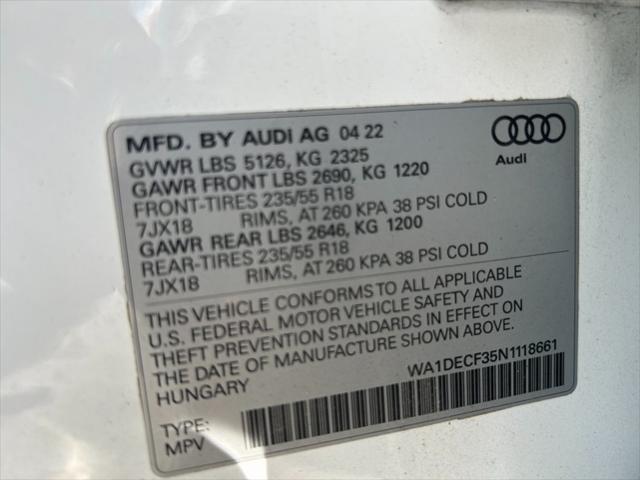 MFD. BY AUDI AG 04 22
GVWR LBS 5126, KG 2325
GAWR FRONT LBS 2690, KG 1220
FRONT-TIRES 235/55 R18
7JX18 RIMS, AT 260 KPA 38 PSI COLD
GAWR REAR LBS 2646, KG 1200
REAR-TIRES 235/55 R18
7JX18 RIMS, AT 260 KPA 38 PSI COLD
Audi
THIS VEHICLE CONFORMS TO ALL APPLICABLE
U.S. FEDERAL MOTOR VEHICLE SAFETY AND
THEFT PREVENTION STANDARDS IN EFFECT ON
THE DATE OF MANUFACTURE SHOWN ABOVE.
HUNGARY
WA1DECF35N1118661
TYPE:
MPV